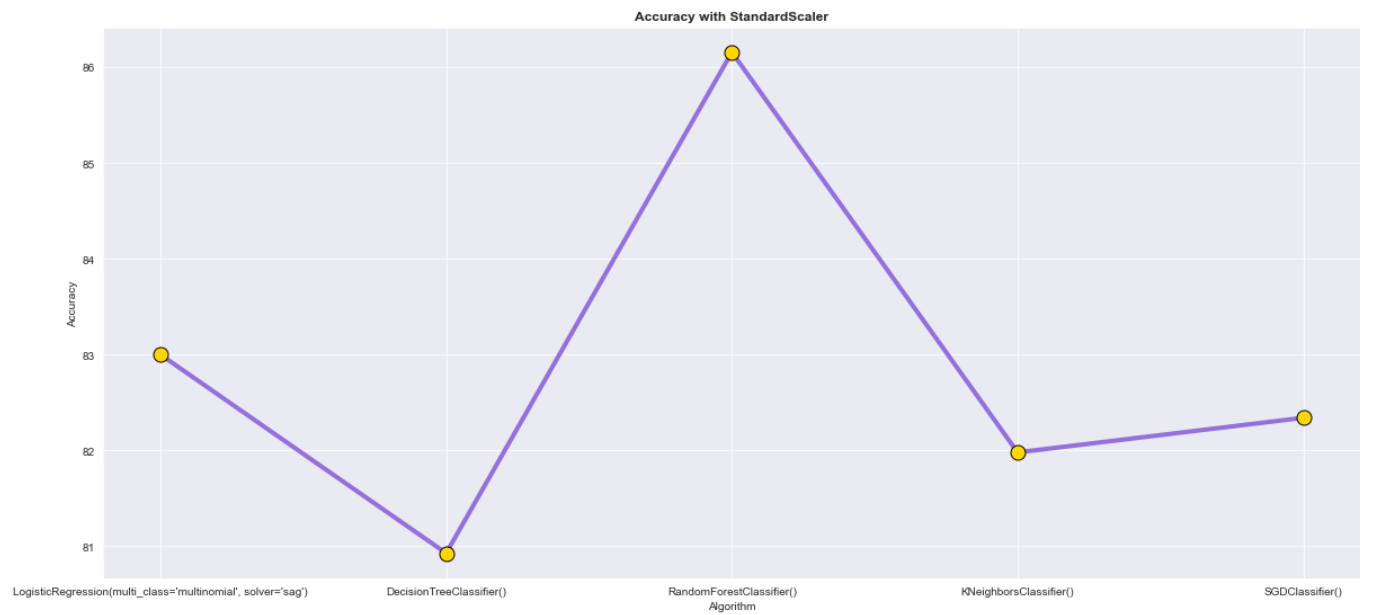 Accuracy with StandardScaler
86
85
84
83
82
81
Accuracy
LogisticRegression(multi_class='multinomial', solver='sag') DecisionTreeClassifier() RandomForestClassifier() KNeighborsClassifier() SGDClassifier()
Algorithm